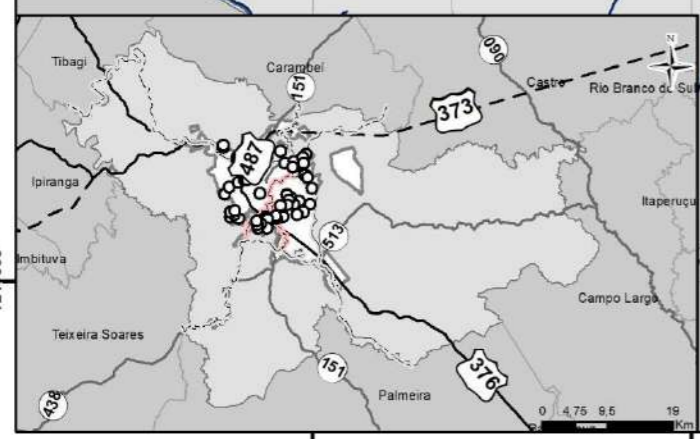 N
Tibagi
Carambeí
151
090
Castro
Rio Branco do Sul
373
487
Ipiranga
Itaperuçu
513
Imbituva
Campo Largo
Teixeira Soares
151
376
Palmeira
438
0 4,75 9,5 19
Km